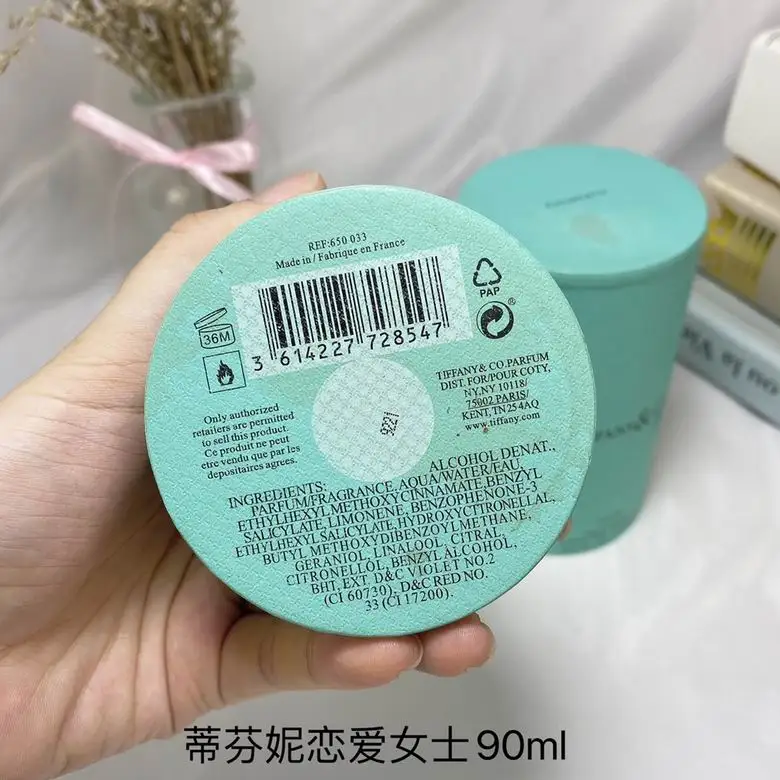 REF:650 033
Made in / Fabrique en France
3 614227 728547
PAP
36M
®
TIFFANY& CO.PARFUM
DIST. FOR/POUR COTY,
NY,NY 10118/
75002 PARIS/
KENT,TN25 4AQ
www.tiffany.com
Only authorized
retailers are permitted
to sell this product.
Ce produit ne peut
etre vendu que par les
depositaires agrees.
INGREDIENTS: ALCOHOL DENAT.,
PARFUM/FRAGRANCE, AQUA/WATER/EAU,
ETHYLHEXYL METHOXYCINNAMATE,BENZYL
SALICYLATE, LIMONENE, BENZOPHENONE-3
ETHYLHEXYL SALICYLATE, HYDROXYCITRONELLAL,
BUTYL METHOXYDIBENZOYLMETHANE,
GERANIOL, LINALOOL, CITRAL,
CITRONELLOL, BENZYL ALCOHOL,
BHT, EXT. D&C VIOLET NO.2
(CI 60730), D&C RED NO.
33 (CI 17200).
蒂芬妮恋爱女士90ml